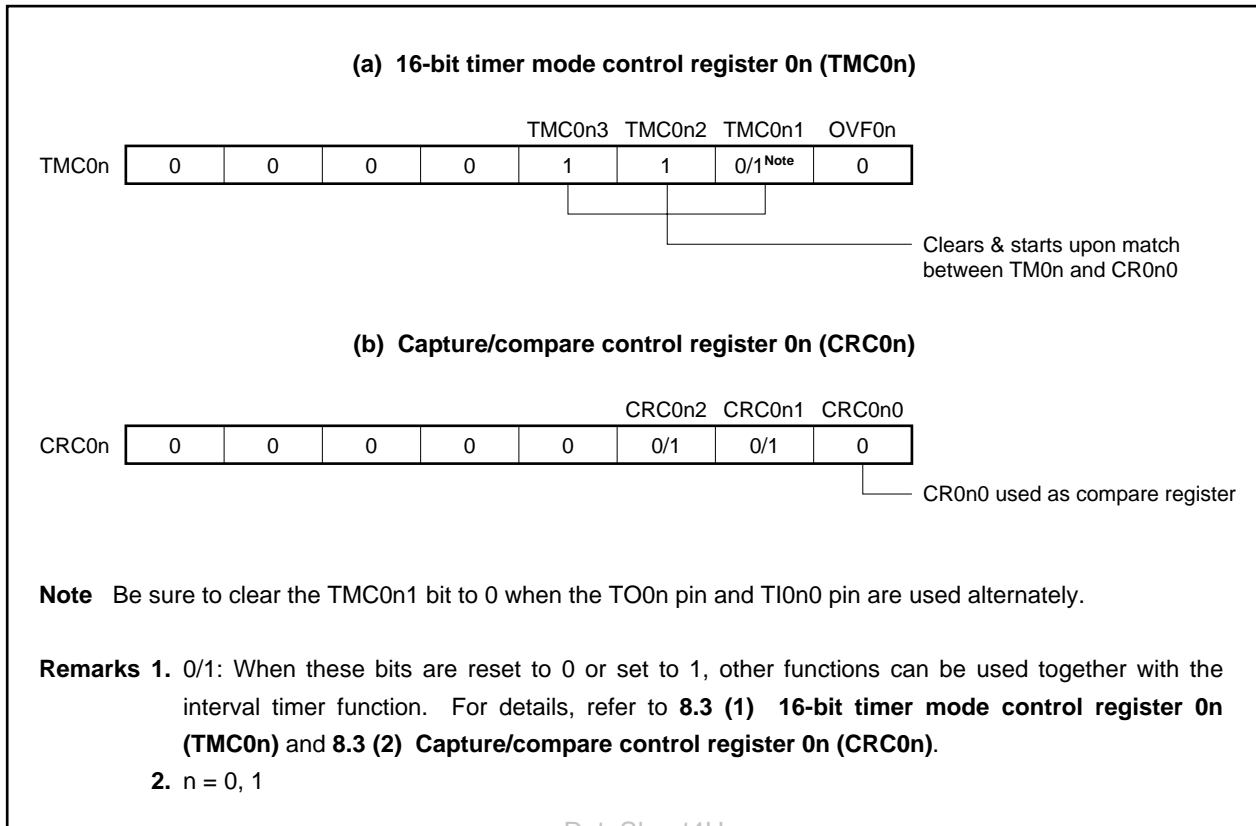 (a) 16-bit timer mode control register 0n (TMC0n)
TMC0n3 TMC0n2 TMC0n1 OVF0n
TMC0n 0 0 0 0 1 1 0/1Note 0
Clears & starts upon match
between TM0n and CR0n0
(b) Capture/compare control register 0n (CRC0n)
CRC0n2 CRC0n1 CRC0n0
CRC0n 0 0 0 0 0 0/1 0/1 0
CR0n0 used as compare register
Note Be sure to clear the TMC0n1 bit to 0 when the TO0n pin and TI0n0 pin are used alternately.
Remarks 1. 0/1: When these bits are reset to 0 or set to 1, other functions can be used together with the
interval timer function. For details, refer to 8.3 (1) 16-bit timer mode control register 0n
(TMC0n) and 8.3 (2) Capture/compare control register 0n (CRC0n).
2. n = 0, 1